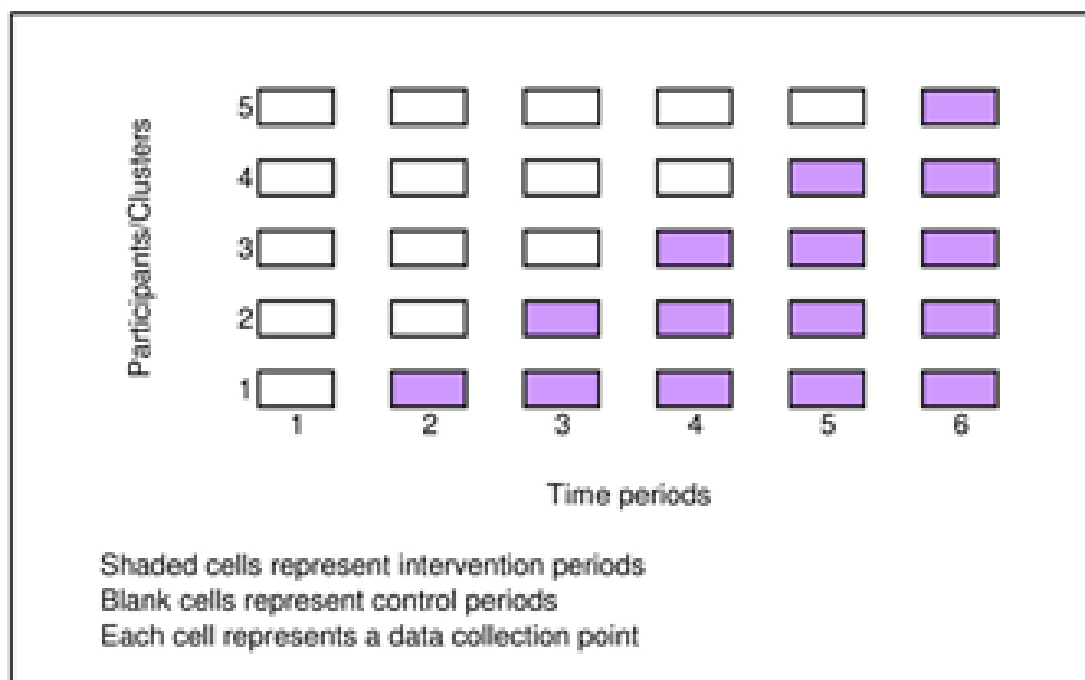 Participants/Clusters
5
4
3
2
1
1 2 3 4 5 6
Time periods
Shaded cells represent intervention periods
Blank cells represent control periods
Each cell represents a data collection point